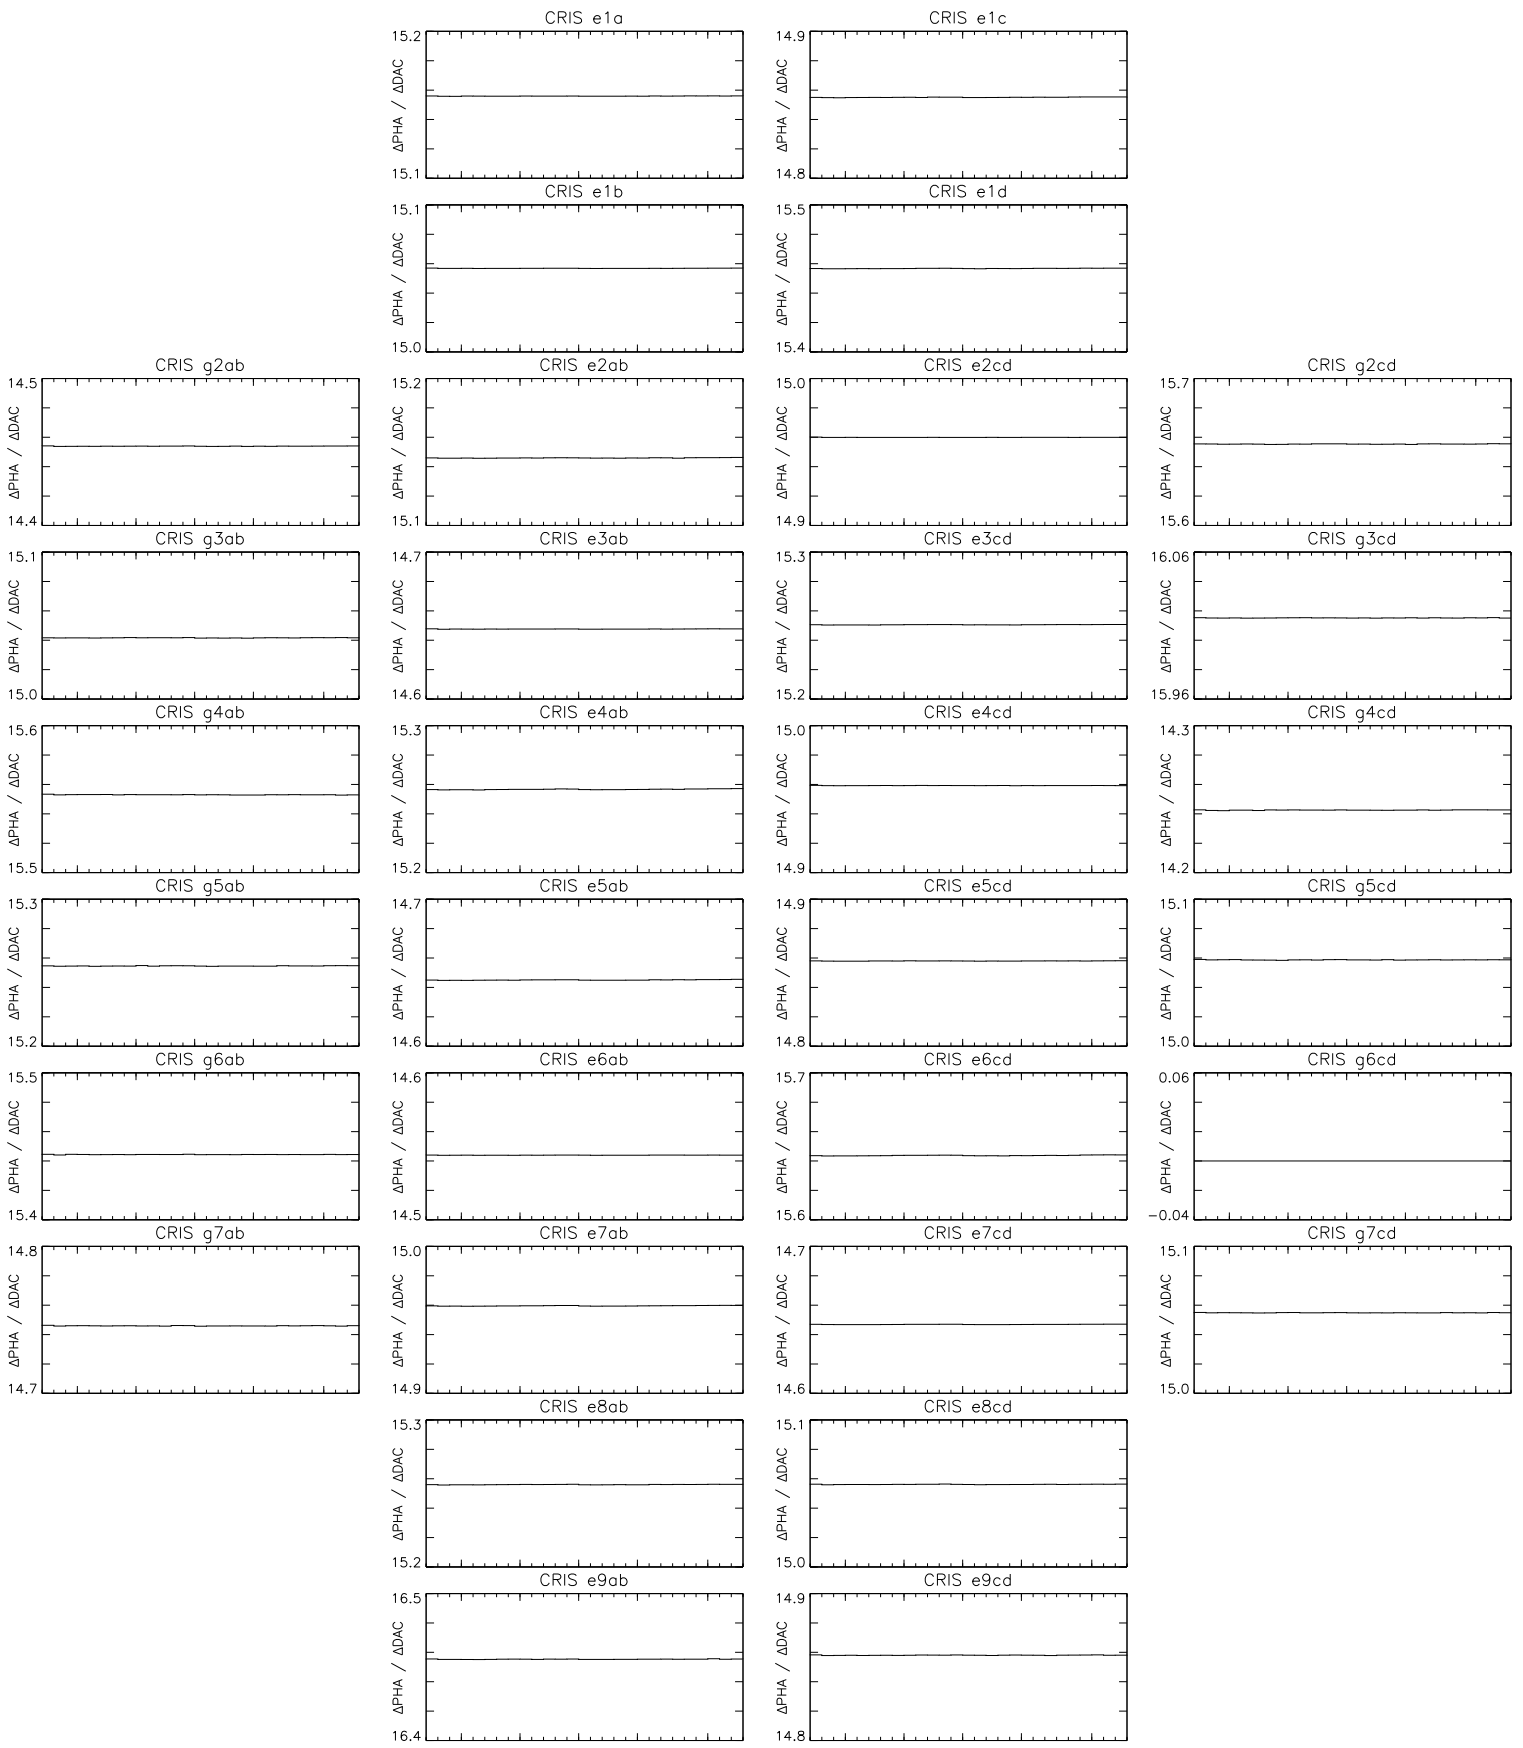 CRIS e1a
15.2
ΔPHA / ΔDAC
15.1
CRIS e1c
14.9
ΔPHA / ΔDAC
14.8
CRIS e1b
15.1
ΔPHA / ΔDAC
15.0
CRIS e1d
15.5
ΔPHA / ΔDAC
15.4
CRIS g2ab
14.5
ΔPHA / ΔDAC
14.4
CRIS e2ab
15.2
ΔPHA / ΔDAC
15.1
CRIS e2cd
15.0
ΔPHA / ΔDAC
14.9
CRIS g2cd
15.7
ΔPHA / ΔDAC
15.6
CRIS g3ab
15.1
ΔPHA / ΔDAC
15.0
CRIS e3ab
14.7
ΔPHA / ΔDAC
14.6
CRIS e3cd
15.3
ΔPHA / ΔDAC
15.2
CRIS g3cd
16.06
ΔPHA / ΔDAC
15.96
CRIS g4ab
15.6
ΔPHA / ΔDAC
15.5
CRIS e4ab
15.3
ΔPHA / ΔDAC
15.2
CRIS e4cd
15.0
ΔPHA / ΔDAC
14.9
CRIS g4cd
14.3
ΔPHA / ΔDAC
14.2
CRIS g5ab
15.3
ΔPHA / ΔDAC
15.2
CRIS e5ab
14.7
ΔPHA / ΔDAC
14.6
CRIS e5cd
14.9
ΔPHA / ΔDAC
14.8
CRIS g5cd
15.1
ΔPHA / ΔDAC
15.0
CRIS g6ab
15.5
ΔPHA / ΔDAC
15.4
CRIS e6ab
14.6
ΔPHA / ΔDAC
14.5
CRIS e6cd
15.7
ΔPHA / ΔDAC
15.6
CRIS g6cd
0.06
ΔPHA / ΔDAC
−0.04
CRIS g7ab
14.8
ΔPHA / ΔDAC
14.7
CRIS e7ab
15.0
ΔPHA / ΔDAC
14.9
CRIS e7cd
14.7
ΔPHA / ΔDAC
14.6
CRIS g7cd
15.1
ΔPHA / ΔDAC
15.0
CRIS e8ab
15.3
ΔPHA / ΔDAC
15.2
CRIS e8cd
15.1
ΔPHA / ΔDAC
15.0
CRIS e9ab
16.5
ΔPHA / ΔDAC
16.4
CRIS e9cd
14.9
ΔPHA / ΔDAC
14.8